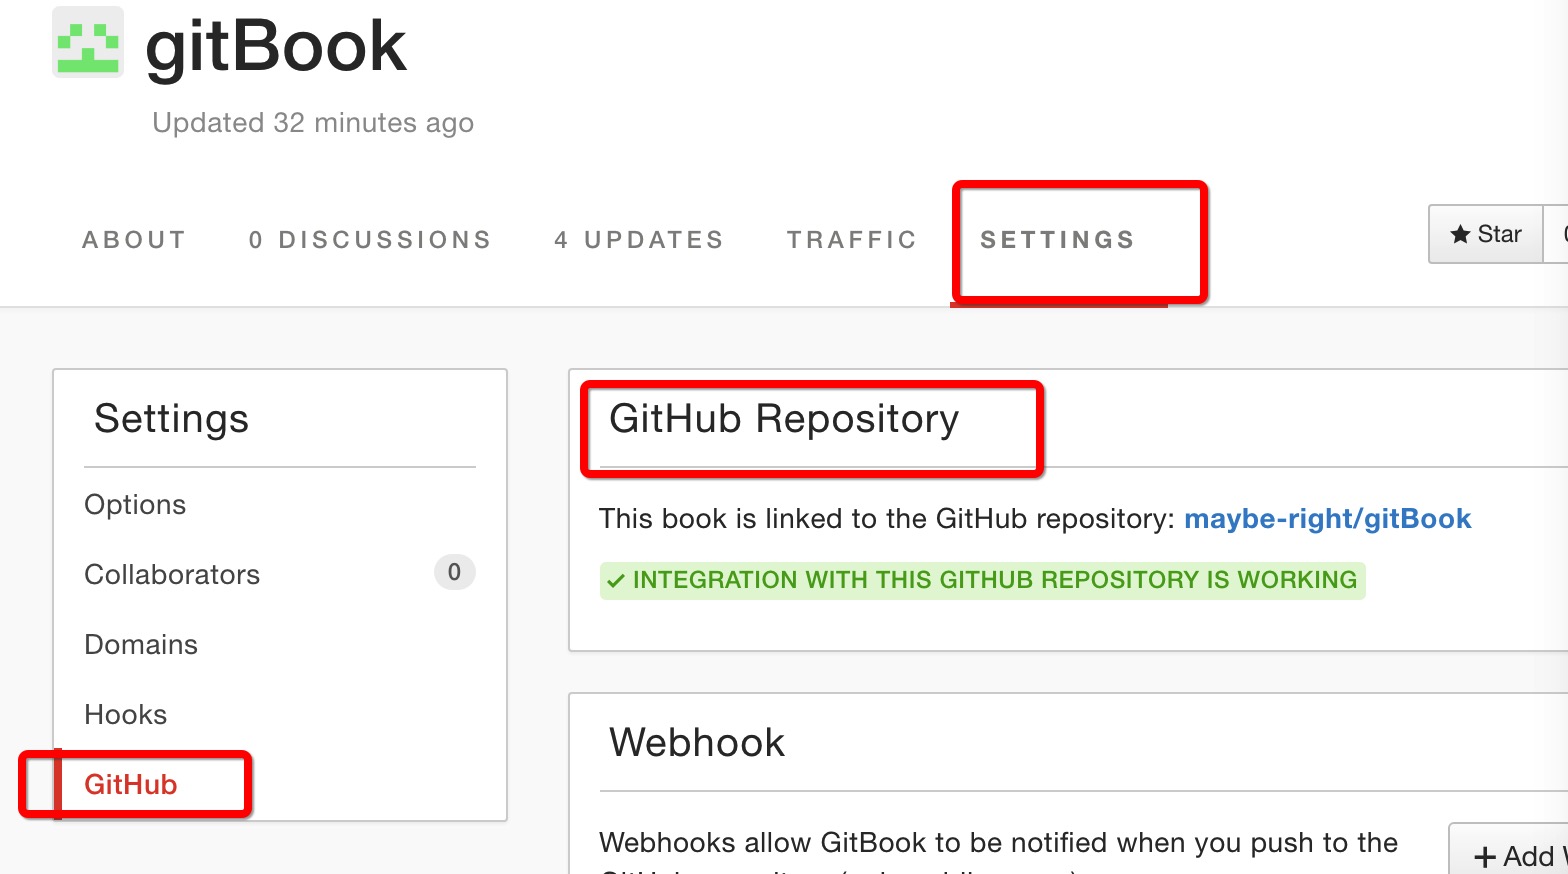 gitBook
Updated 32 minutes ago
ABOUT
0 DISCUSSIONS
4 UPDATES
TRAFFIC
SETTINGS
Star
Settings
Options
Collaborators
0
Domains
Hooks
GitHub
GitHub Repository
This book is linked to the GitHub repository: maybe-right/gitBook
INTEGRATION WITH THIS GITHUB REPOSITORY IS WORKING
Webhook
Webhooks allow GitBook to be notified when you push to the
Add